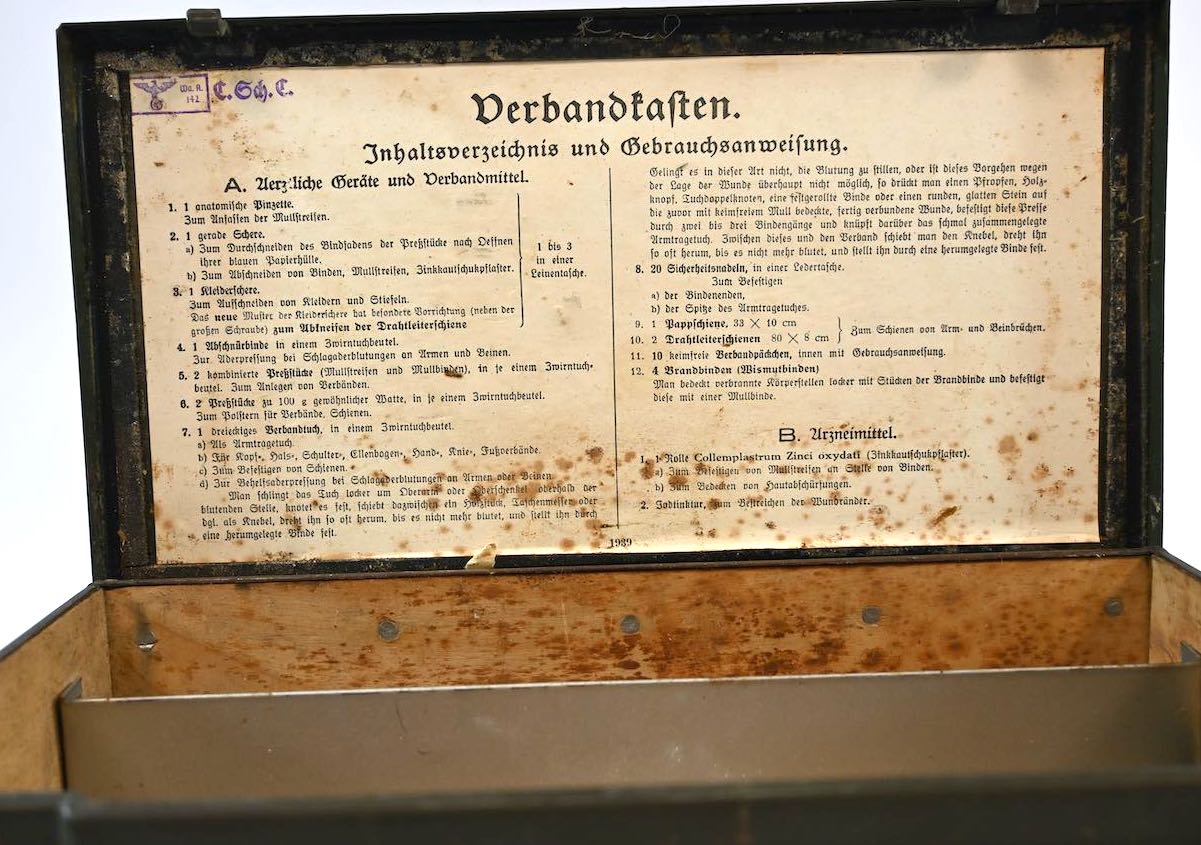 Wa. A.
142
C. Sch. C.
Verbandkasten.
Inhaltsverzeichnis und Gebrauchsanweisung.
A. Aerztliche Geräte und Verbandmittel.
1. 1 anatomische Pinzette.
Zum Anfassen der Mullstreifen.
2. 1 gerade Schere.
a) Zum Durchschneiden des Bindfadens der Preßstücke nach Oeffnen
ihrer blauen Papierhülle.
b) Zum Abschneiden von Binden, Mullstreifen, Zinkkautschukpflaster.
3. 1 Kleiderschere.
Zum Aufschneiden von Kleidern und Stiefeln.
Das neue Muster der Kleiderschere hat besondere Vorrichtung (neben der
großen Schraube) zum Abkneifen der Drahtleiterschiene
1 bis 3
in einer
Leinentasche.
4. 1 Abschnürbinde in einem Zwirntuchbeutel.
Zur Aderpressung bei Schlagaderblutungen an Armen und Beinen.
5. 2 kombinierte Preßstücke (Mullstreifen und Mullbinden), in je einem Zwirntuch-
beutel. Zum Anlegen von Verbänden.
6. 2 Preßstücke zu 100 g gewöhnlicher Watte, in je einem Zwirntuchbeutel.
Zum Polstern für Verbände, Schienen.
7. 1 dreieckiges Verbandtuch, in einem Zwirntuchbeutel.
a) Als Armtragetuch.
b) Für Kopf-, Hals-, Schulter-, Ellenbogen-, Hand-, Knie-, Fußverbände.
c) Zum Befestigen von Schienen.
d) Zur Behelfsaderpressung bei Schlagaderblutungen an Armen oder Beinen.
Man schlingt das Tuch locker um Oberarm oder Oberschenkel oberhalb der
blutenden Stelle, knotet es fest, schiebt dazwischen ein Holzstück, Taschenmesser oder
dgl. als Knebel, dreht ihn so oft herum, bis es nicht mehr blutet, und stellt ihn durch
eine herumgelegte Binde fest.
Gelingt es in dieser Art nicht, die Blutung zu stillen, oder ist dieses Vorgehen wegen
der Lage der Wunde überhaupt nicht möglich, so drückt man einen Pfropfen, Holz-
knopf, Tuchdoppelknoten, eine festgerollte Binde oder einen runden, glatten Stein auf
die zuvor mit keimfreiem Mull bedeckte, fertig verbundene Wunde, befestigt diese Presse
durch zwei bis drei Bindengänge und knüpft darüber das schmal zusammengelegte
Armtragetuch. Zwischen dieses und den Verband schiebt man den Knebel, dreht ihn
so oft herum, bis es nicht mehr blutet, und stellt ihn durch eine herumgelegte Binde fest.
8. 20 Sicherheitsnadeln, in einer Ledertasche.
Zum Befestigen
a) der Bindenenden,
b) der Spitze des Armtragetuches.
9. 1 Pappschiene, 33 × 10 cm
10. 2 Drahtleiterschienen 80 × 8 cm
Zum Schienen von Arm- und Beinbrüchen.
11. 10 keimfreie Verbandpäckchen, innen mit Gebrauchsanweisung.
12. 4 Brandbinden (Wismutbinden)
Man bedeckt verbrannte Körperstellen locker mit Stücken der Brandbinde und befestigt
diese mit einer Mullbinde.
B. Arzneimittel.
1. 1 Rolle Collemplastrum Zinci oxydati (Zinkkautschukpflaster).
a) Zum Befestigen von Mullstreifen an Stelle von Binden.
b) Zum Bedecken von Hautabschürfungen.
2. Jodtinktur, zum Bestreichen der Wundränder.
1939